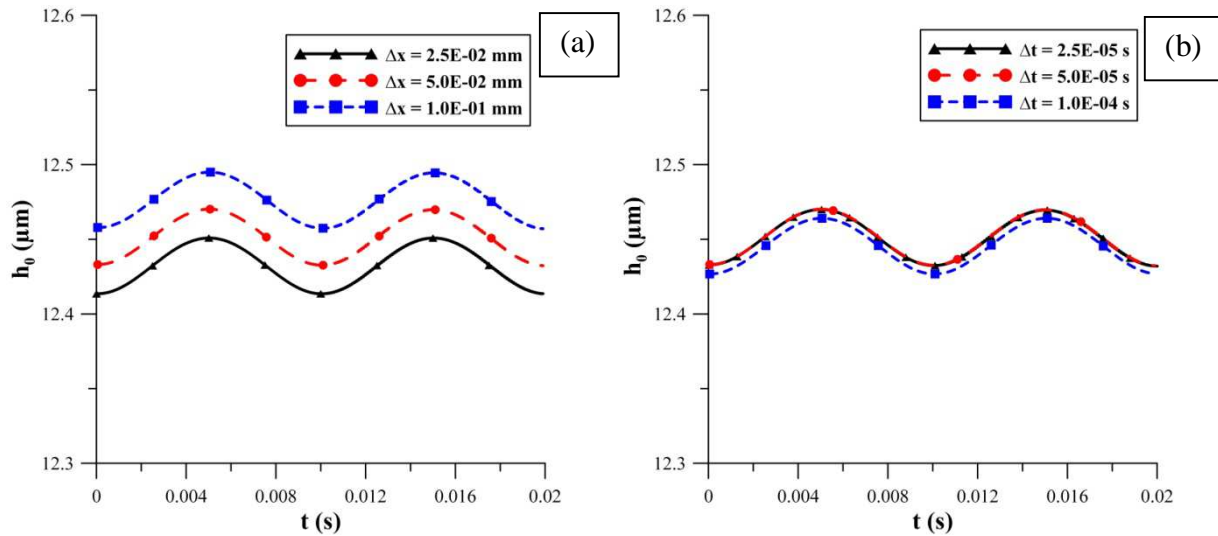 12.6
Δx = 2.5E-02 mm
Δx = 5.0E-02 mm
Δx = 1.0E-01 mm
(a)
12.5
h₀ (μm)
12.4
12.3
0 0.004 0.008 0.012 0.016 0.02
t (s)
12.6
Δt = 2.5E-05 s
Δt = 5.0E-05 s
Δt = 1.0E-04 s
(b)
12.5
h₀ (μm)
12.4
12.3
0 0.004 0.008 0.012 0.016 0.02
t (s)